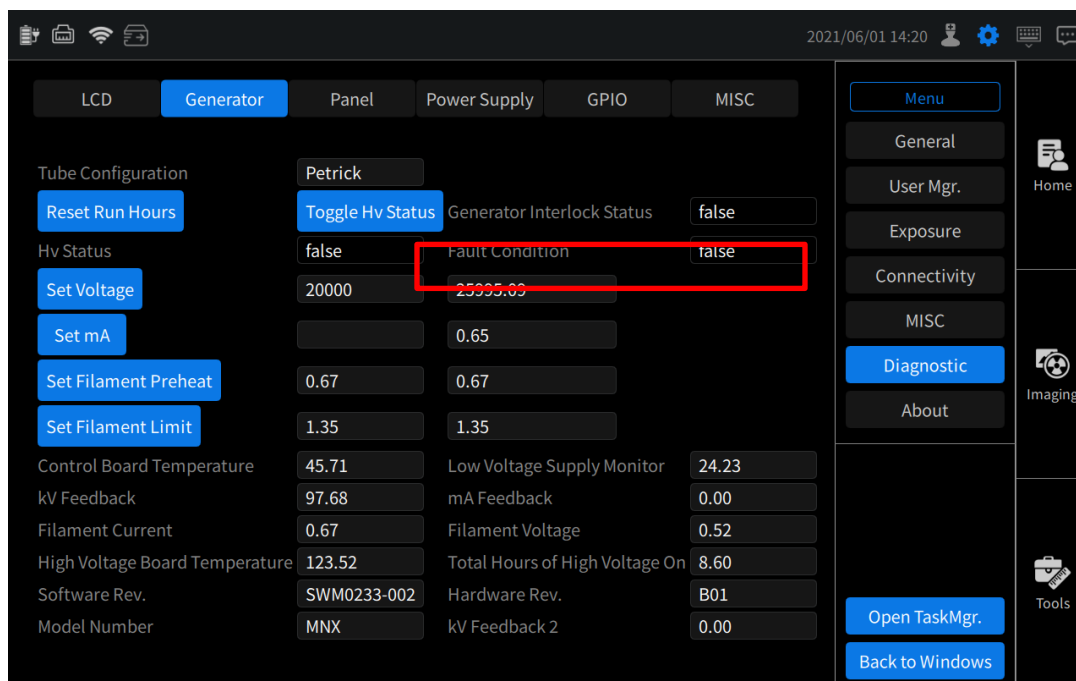 2021/06/01 14:20
LCD Generator Panel Power Supply GPIO MISC
Tube Configuration Petrick
Reset Run Hours Toggle Hv Status Generator Interlock Status false
Hv Status false Fault Condition false
Set Voltage 20000 25995.09
Set mA 0.65
Set Filament Preheat 0.67 0.67
Set Filament Limit 1.35 1.35
Control Board Temperature 45.71 Low Voltage Supply Monitor 24.23
kV Feedback 97.68 mA Feedback 0.00
Filament Current 0.67 Filament Voltage 0.52
High Voltage Board Temperature 123.52 Total Hours of High Voltage On 8.60
Software Rev. SWM0233-002 Hardware Rev. B01
Model Number MNX kV Feedback 2 0.00
Menu
General
User Mgr.
Exposure
Connectivity
MISC
Diagnostic
About
Open TaskMgr.
Back to Windows
Home
Imaging
Tools